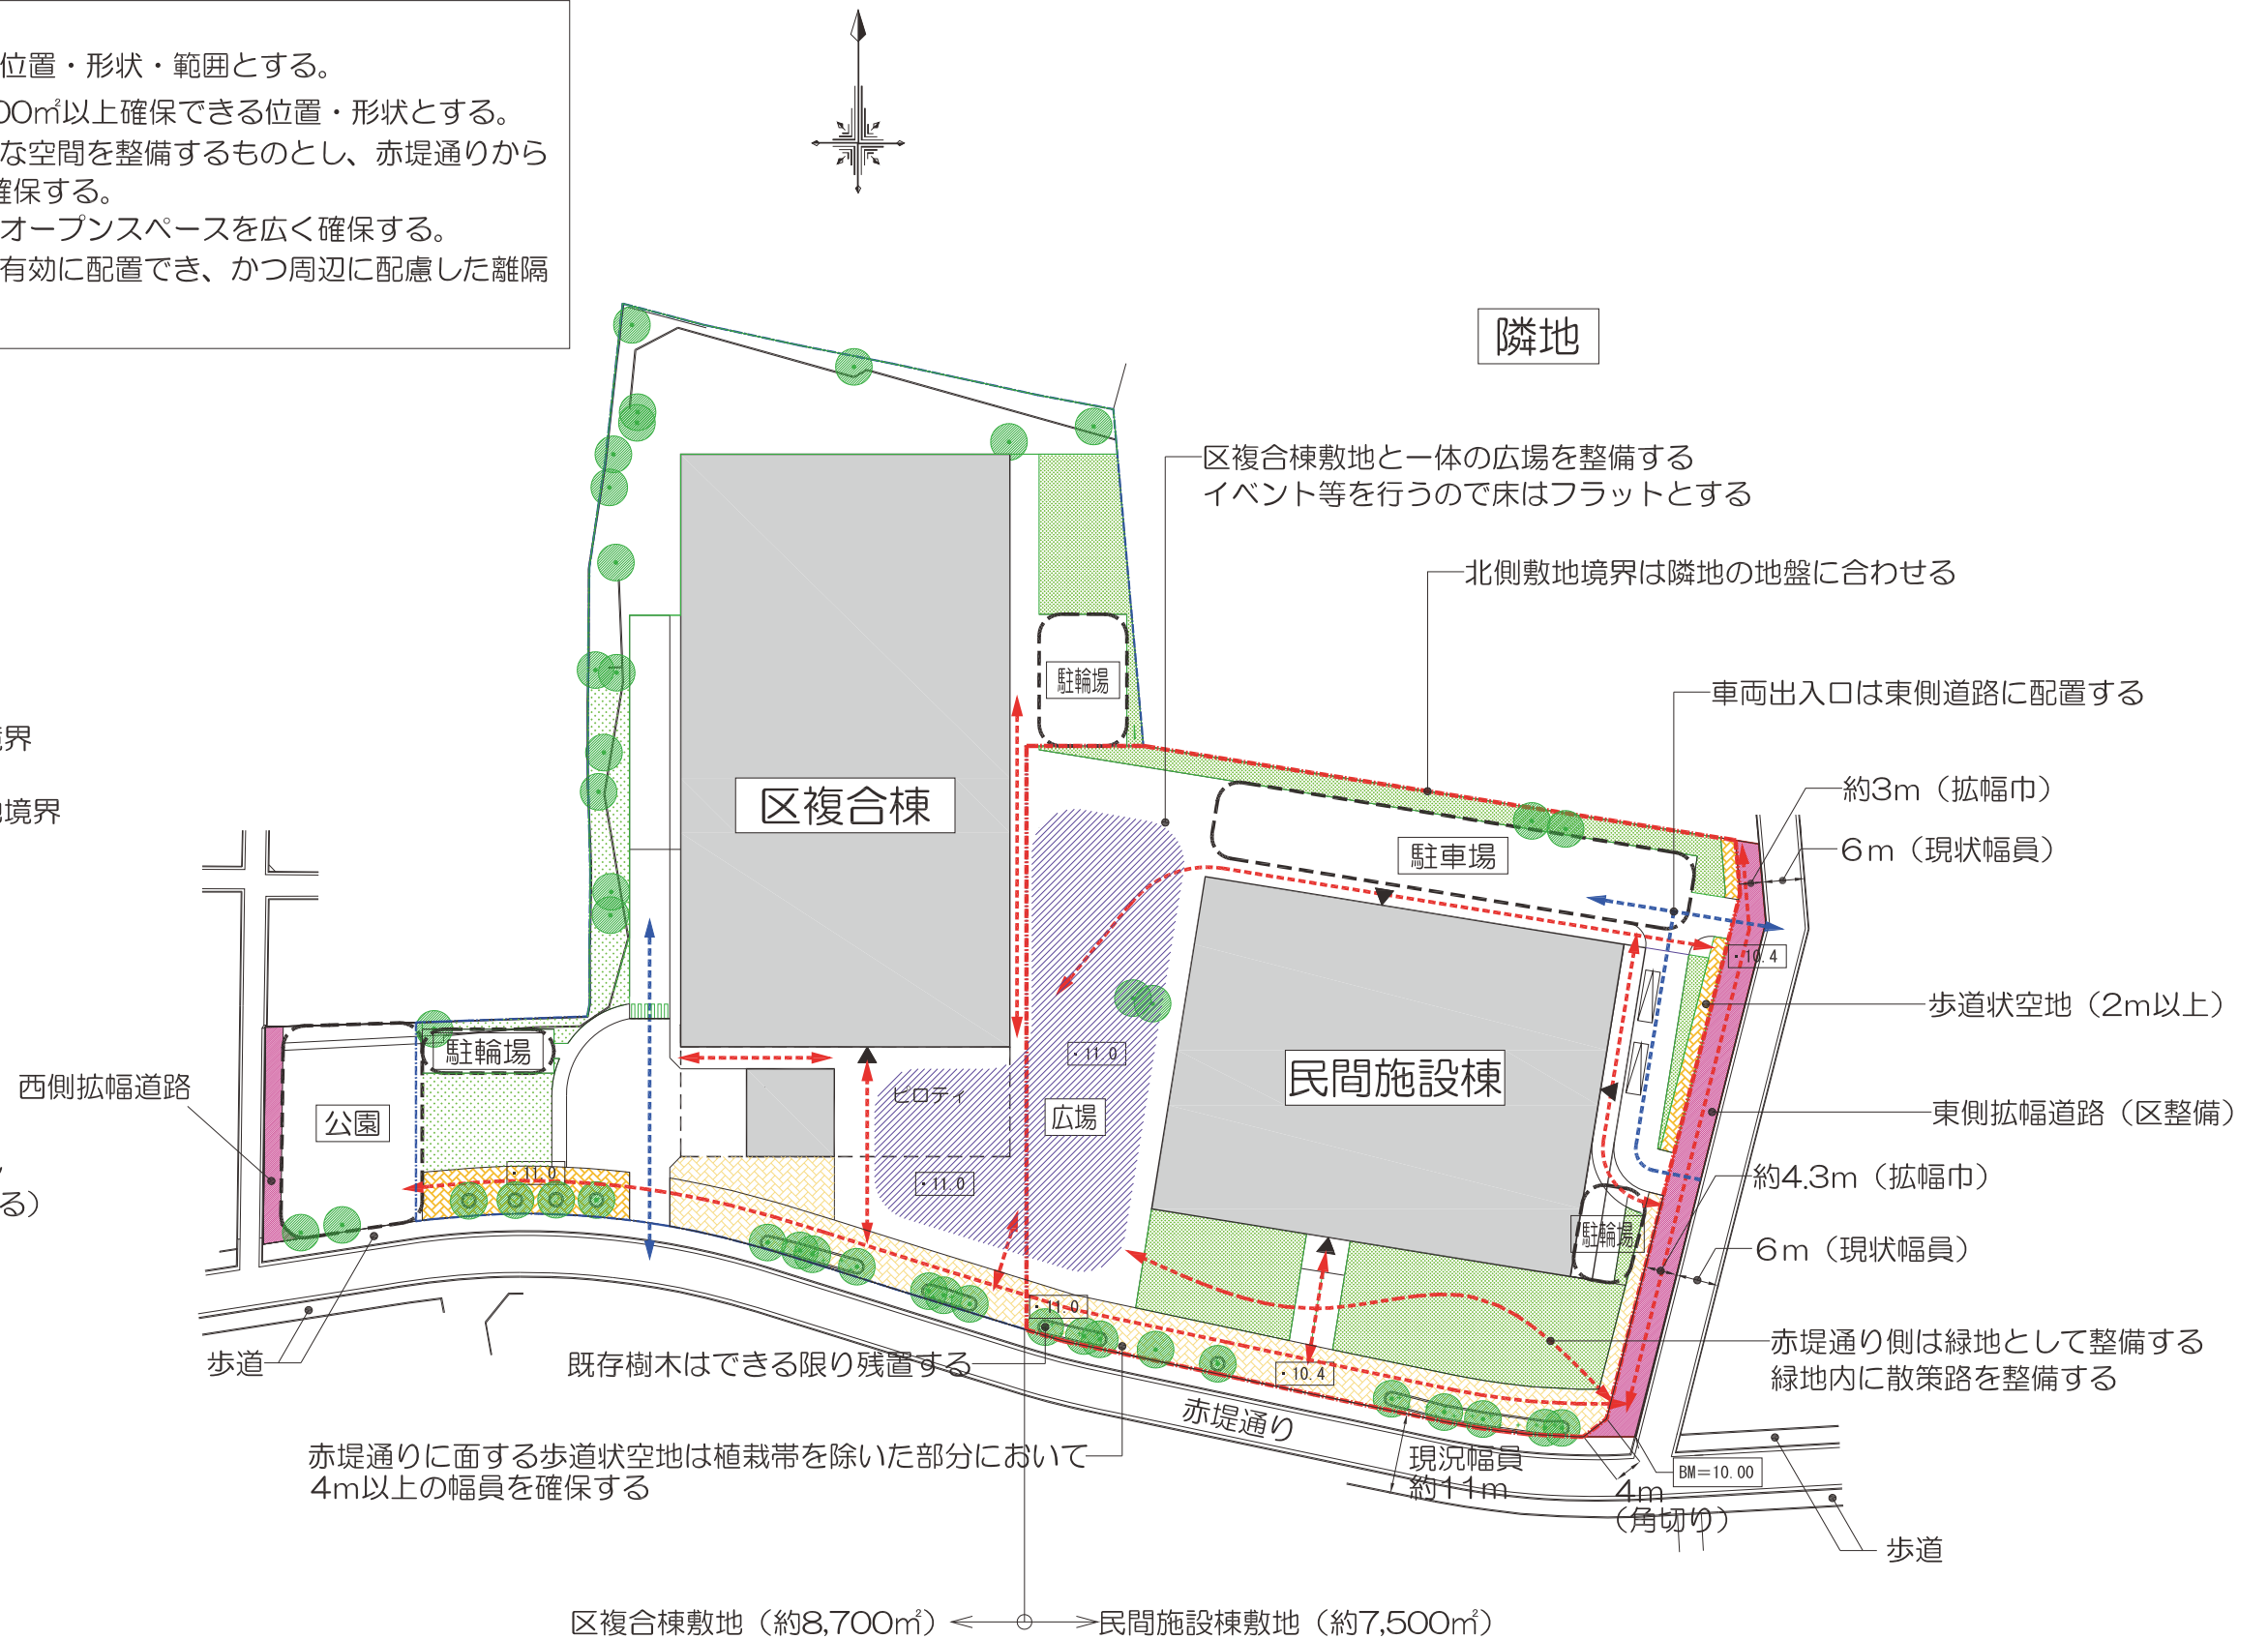 位置・形状・範囲とする。
00㎡以上確保できる位置・形状とする。
な空間を整備するものとし、赤堤通りから
確保する。
オープンスペースを広く確保する。
有効に配置でき、かつ周辺に配慮した離隔
隣地
区複合棟敷地と一体の広場を整備する
イベント等を行うので床はフラットとする
北側敷地境界は隣地の地盤に合わせる
駐輪場
車両出入口は東側道路に配置する
境界
地境界
区複合棟
約3m（拡幅巾）
駐車場
6m（現状幅員）
・10.4
歩道状空地（2m以上）
駐輪場
・11.0
西側拡幅道路
ピロティ
民間施設棟
公園
広場
東側拡幅道路（区整備）
・11.0
・11.0
約4.3m（拡幅巾）
る）
駐輪場
6m（現状幅員）
・11.0
歩道
既存樹木はできる限り残置する
・10.4
赤堤通り側は緑地として整備する
緑地内に散策路を整備する
赤堤通り
赤堤通りに面する歩道状空地は植栽帯を除いた部分において
4m以上の幅員を確保する
現況幅員
約11m
BM=10.00
4m
（角切り）
歩道
区複合棟敷地（約8,700㎡）
民間施設棟敷地（約7,500㎡）